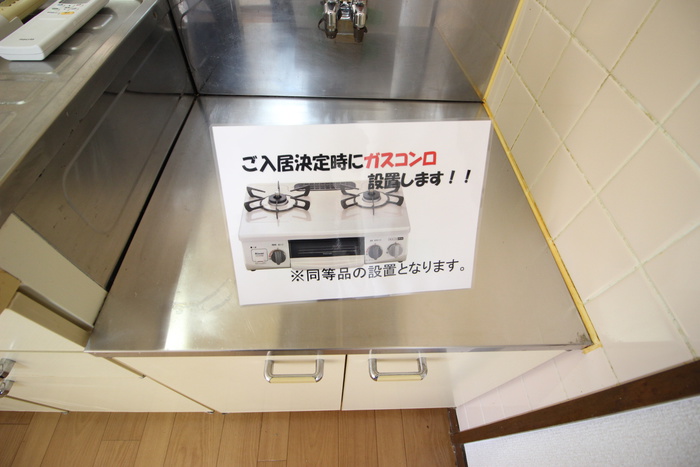 ご入居決定時にガスコンロ
設置します！！
※同等品の設置となります。